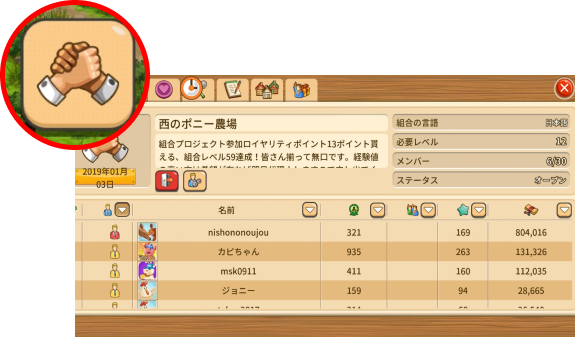 西のポニー農場
組合の言語
日本語
組合プロジェクト参加ロイヤリティポイント13ポイント貰
える、組合レベル59達成！皆さん揃って無口です。経験値
必要レベル
12
メンバー
6/30
ステータス
オープン
2019年01月
03日
名前
nishononoujou 321 169 804,016
カピちゃん 935 263 131,326
msk0911 411 160 112,035
ジョニー 159 94 28,665